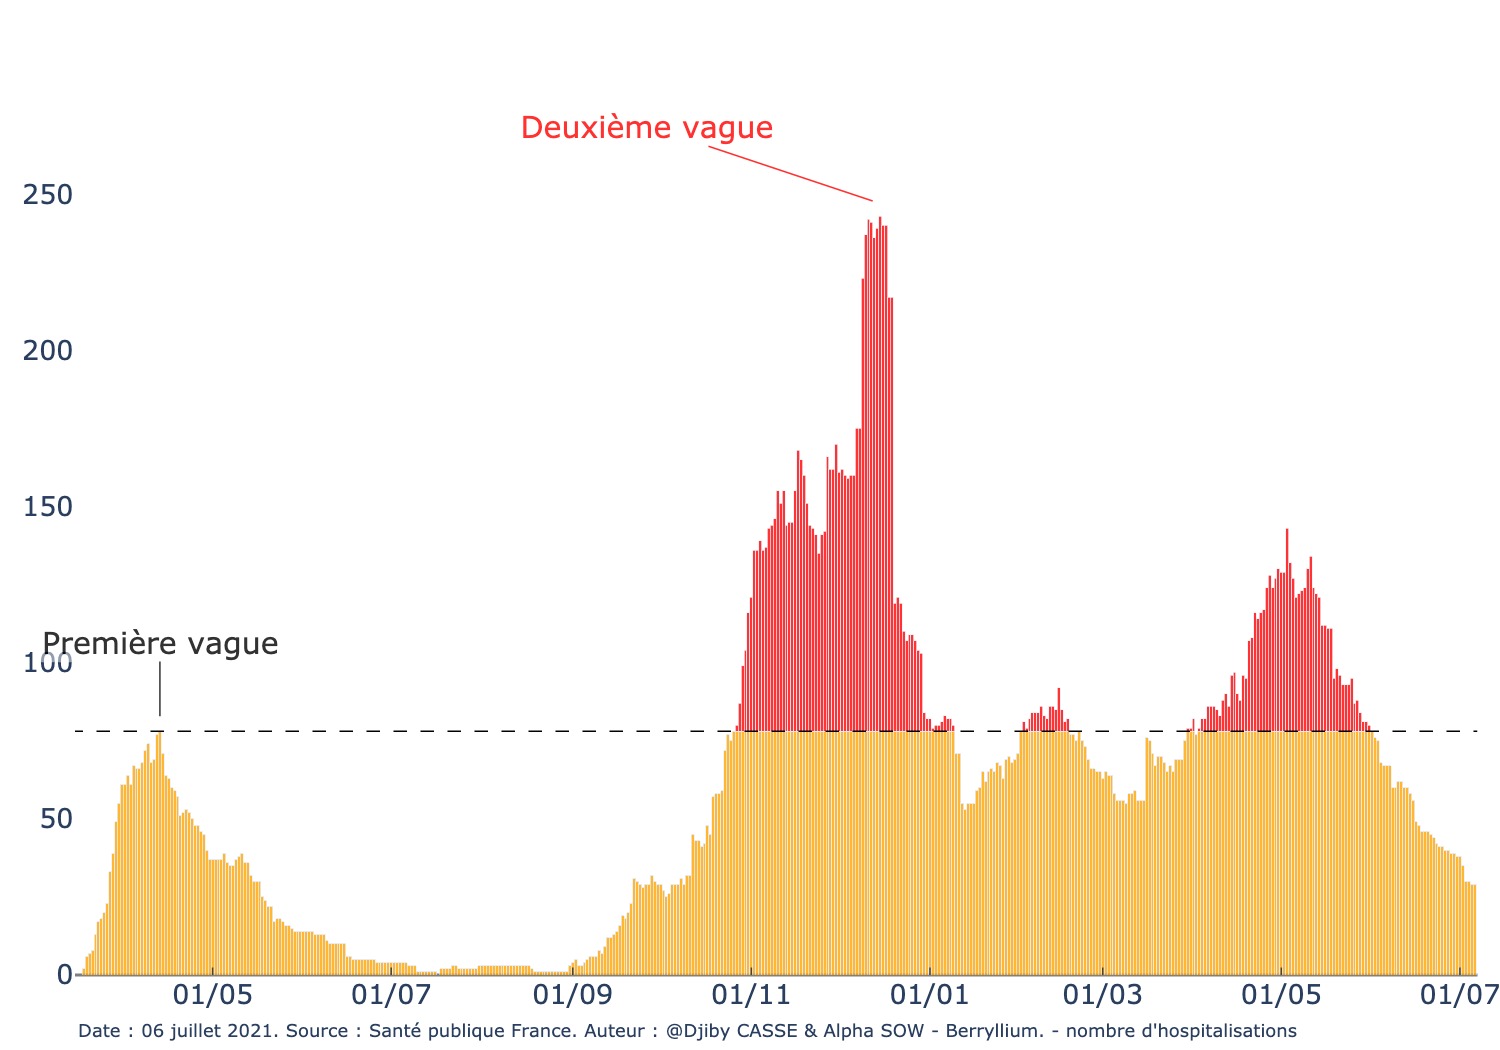 Deuxième vague
250
200
150
Première vague
100
50
0
01/05 01/07 01/09 01/11 01/01 01/03 01/05 01/07
Date : 06 juillet 2021. Source : Santé publique France. Auteur : @Djiby CASSE & Alpha SOW - Berryllium. - nombre d'hospitalisations